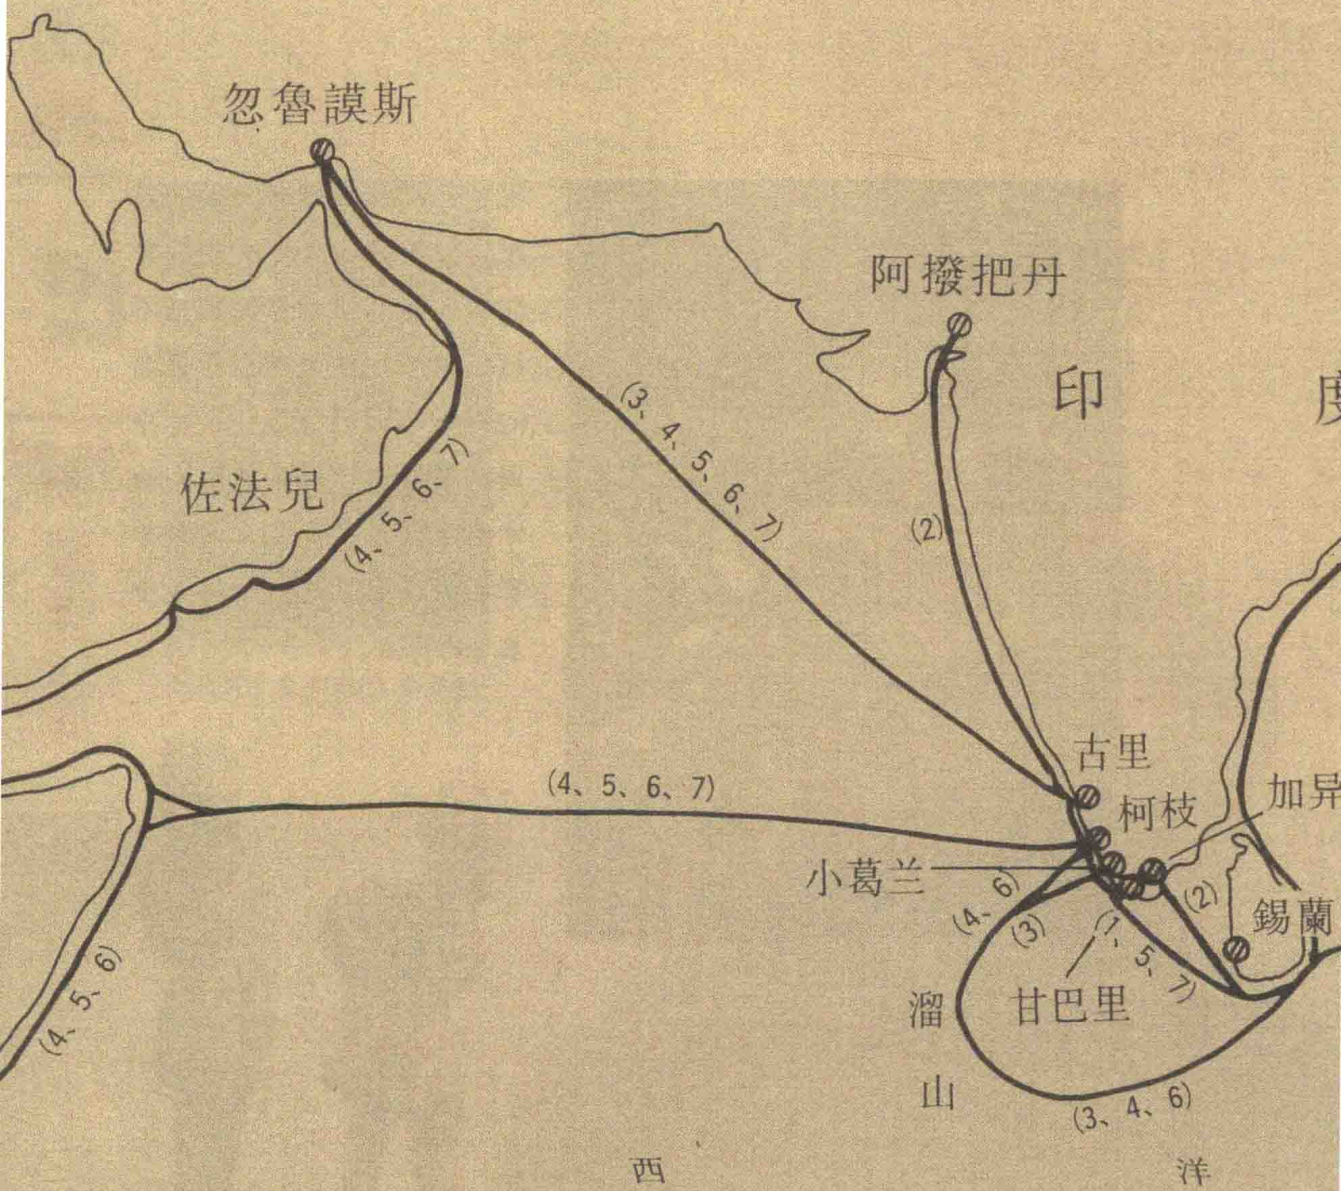 忽魯謨斯
阿撥把丹
印
度
(3、4、5、6、7)
佐法兒
(4、5、6、7)
(2)
古里
(4、5、6、7)
加异
柯枝
小葛兰
(4、6)
(2)
(3)
(1、5、7)
錫蘭
(4、5、6)
溜
山
甘巴里
(3、4、6)
西
洋